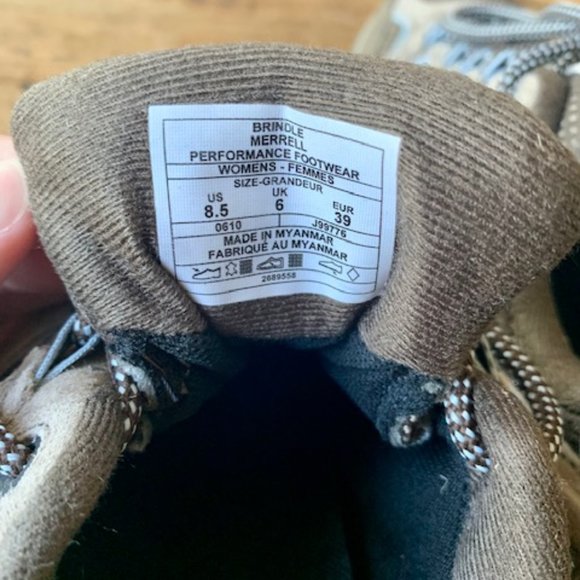 BRINDLE
MERRELL
PERFORMANCE FOOTWEAR
WOMENS - FEMMES
SIZE-GRANDEUR
US UK EUR
8.5 6 39
0610 J99776
MADE IN MYANMAR
FABRIQUÉ AU MYANMAR
2689558